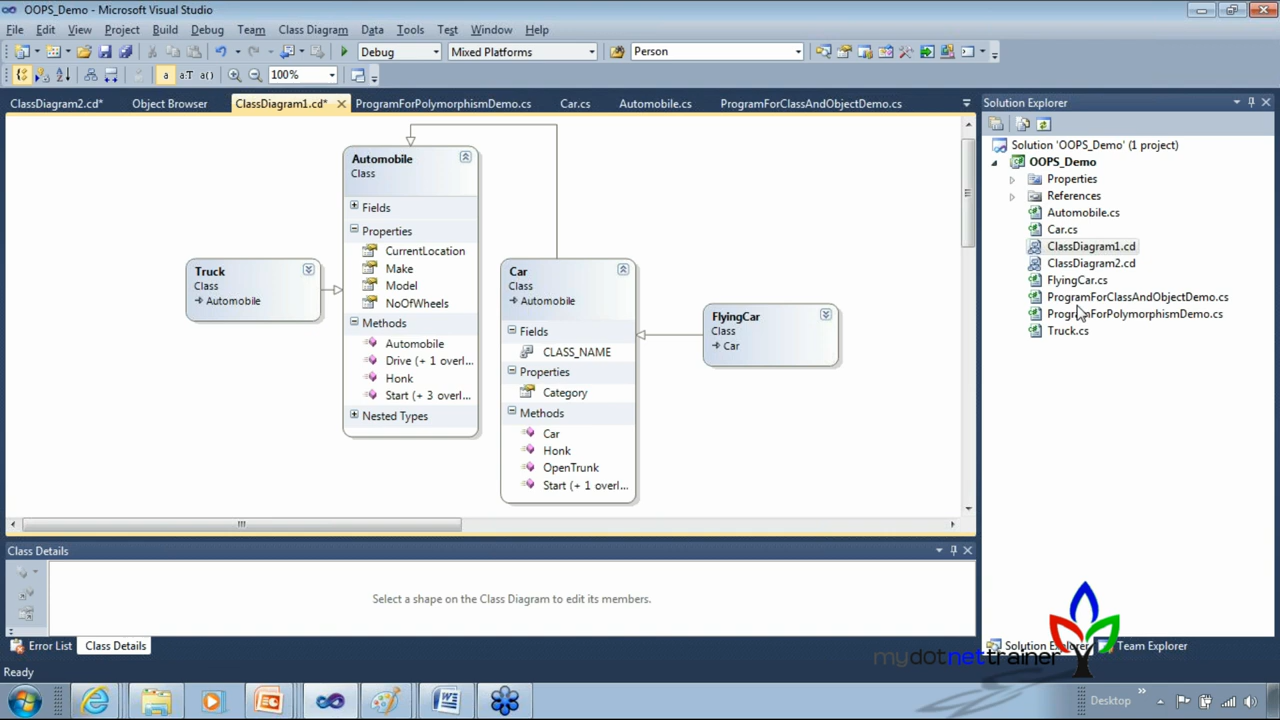 OOPS_Demo - Microsoft Visual Studio
File Edit View Project Build Debug Team Class Diagram Data Tools Test Window Help
Debug Mixed Platforms Person
a aT a() 100%
ClassDiagram2.cd* Object Browser ClassDiagram1.cd* ProgramForPolymorphismDemo.cs Car.cs Automobile.cs ProgramForClassAndObjectDemo.cs
Automobile
Class
Fields
Properties
CurrentLocation
Make
Model
NoOfWheels
Methods
Automobile
Drive (+ 1 overl...
Honk
Start (+ 3 overl...
Nested Types
Truck
Class
Automobile
Car
Class
Automobile
Fields
CLASS_NAME
Properties
Category
Methods
Car
Honk
OpenTrunk
Start (+ 1 overl...
FlyingCar
Class
Car
Solution Explorer
Solution 'OOPS_Demo' (1 project)
OOPS_Demo
Properties
References
Automobile.cs
Car.cs
ClassDiagram1.cd
ClassDiagram2.cd
FlyingCar.cs
ProgramForClassAndObjectDemo.cs
ProgramForPolymorphismDemo.cs
Truck.cs
Class Details
Select a shape on the Class Diagram to edit its members.
Error List Class Details
Solution Explorer Team Explorer
mydotnettrainer
Ready
Desktop